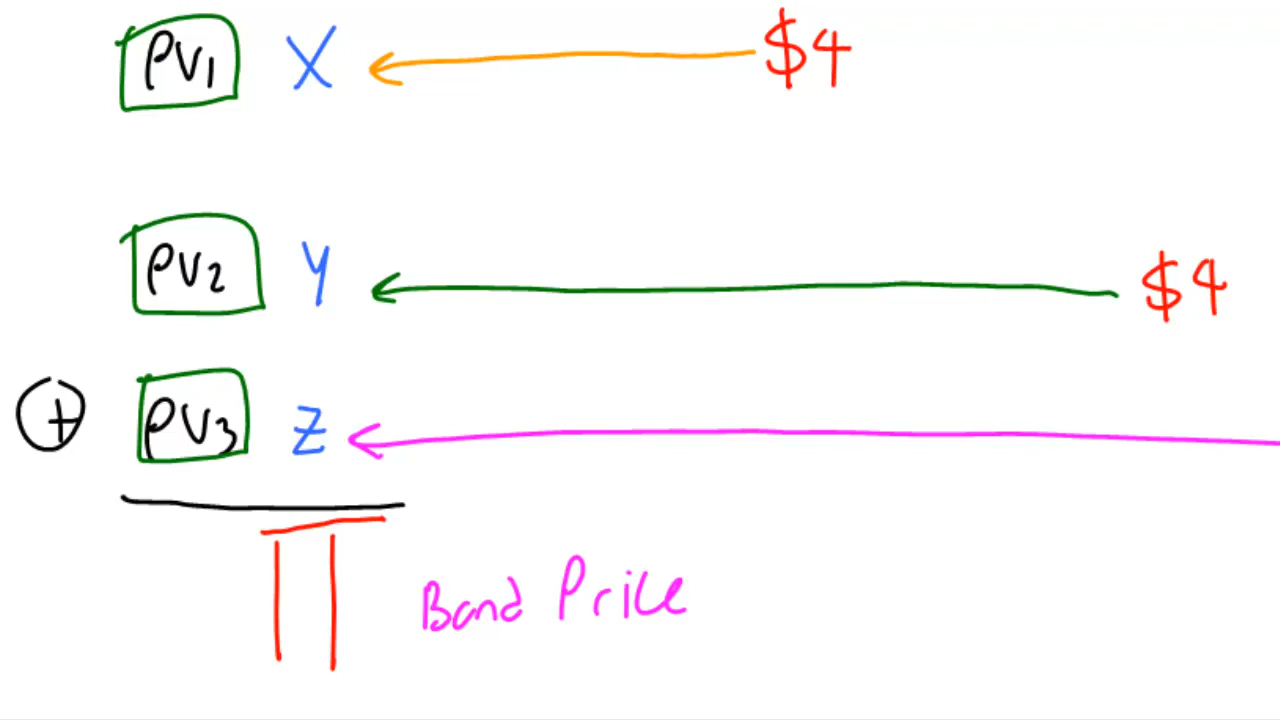 PV1 X $4
PV2 Y $4
+ PV3 Z
π Bond Price